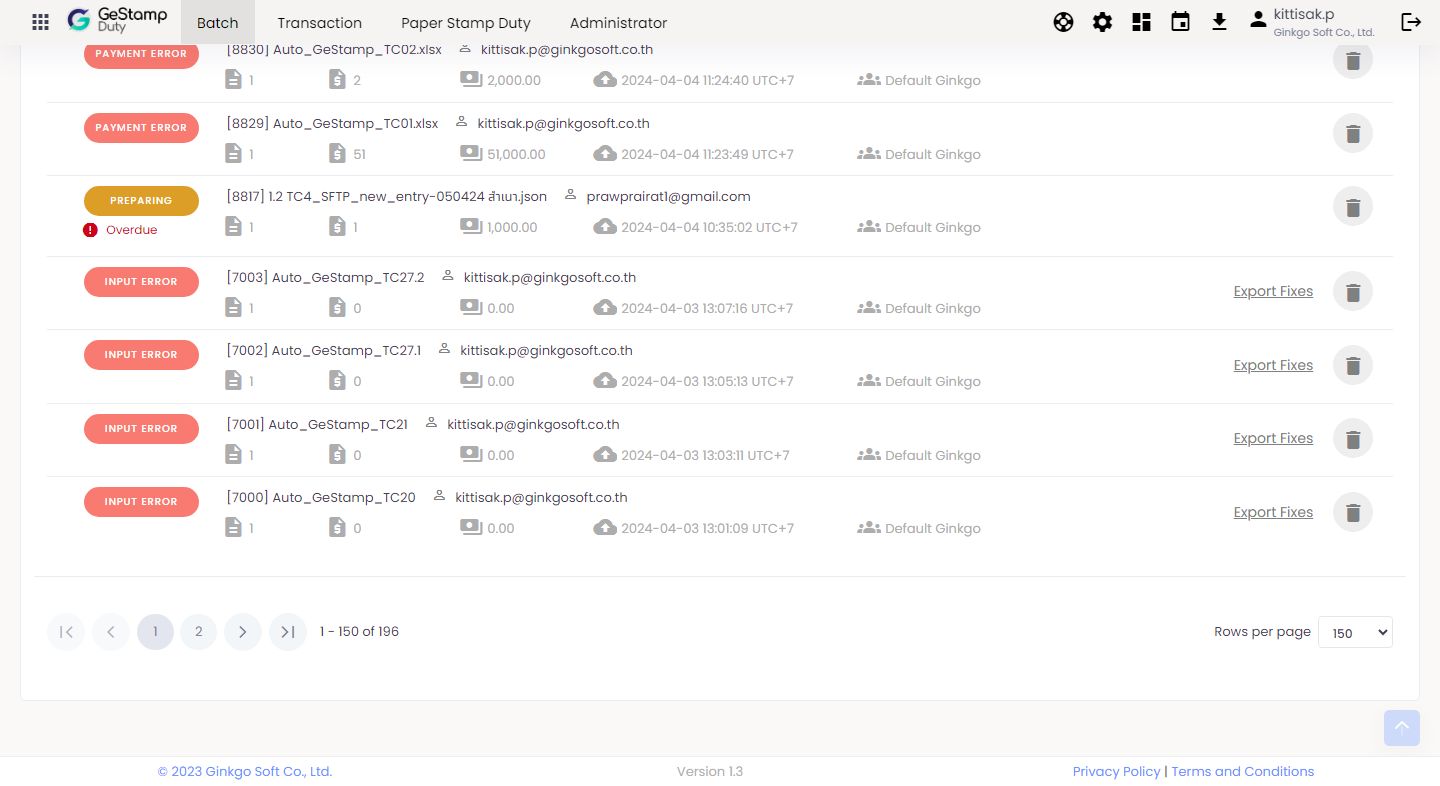 GeStamp Duty Batch Transaction Paper Stamp Duty Administrator kittisak.p
Ginkgo Soft Co., Ltd.
PAYMENT ERROR [8830] Auto_GeStamp_TC02.xlsx kittisak.p@ginkgosoft.co.th
1 2 2,000.00 2024-04-04 11:24:40 UTC+7 Default Ginkgo
PAYMENT ERROR [8829] Auto_GeStamp_TC01.xlsx kittisak.p@ginkgosoft.co.th
1 51 51,000.00 2024-04-04 11:23:49 UTC+7 Default Ginkgo
PREPARING [8817] 1.2 TC4_SFTP_new_entry-050424 สำเนา.json prawprairat1@gmail.com
Overdue 1 1 1,000.00 2024-04-04 10:35:02 UTC+7 Default Ginkgo
INPUT ERROR [7003] Auto_GeStamp_TC27.2 kittisak.p@ginkgosoft.co.th Export Fixes
1 0 0.00 2024-04-03 13:07:16 UTC+7 Default Ginkgo
INPUT ERROR [7002] Auto_GeStamp_TC27.1 kittisak.p@ginkgosoft.co.th Export Fixes
1 0 0.00 2024-04-03 13:05:13 UTC+7 Default Ginkgo
INPUT ERROR [7001] Auto_GeStamp_TC21 kittisak.p@ginkgosoft.co.th Export Fixes
1 0 0.00 2024-04-03 13:03:11 UTC+7 Default Ginkgo
INPUT ERROR [7000] Auto_GeStamp_TC20 kittisak.p@ginkgosoft.co.th Export Fixes
1 0 0.00 2024-04-03 13:01:09 UTC+7 Default Ginkgo
1 2 1 - 150 of 196 Rows per page 150
© 2023 Ginkgo Soft Co., Ltd. Version 1.3 Privacy Policy | Terms and Conditions